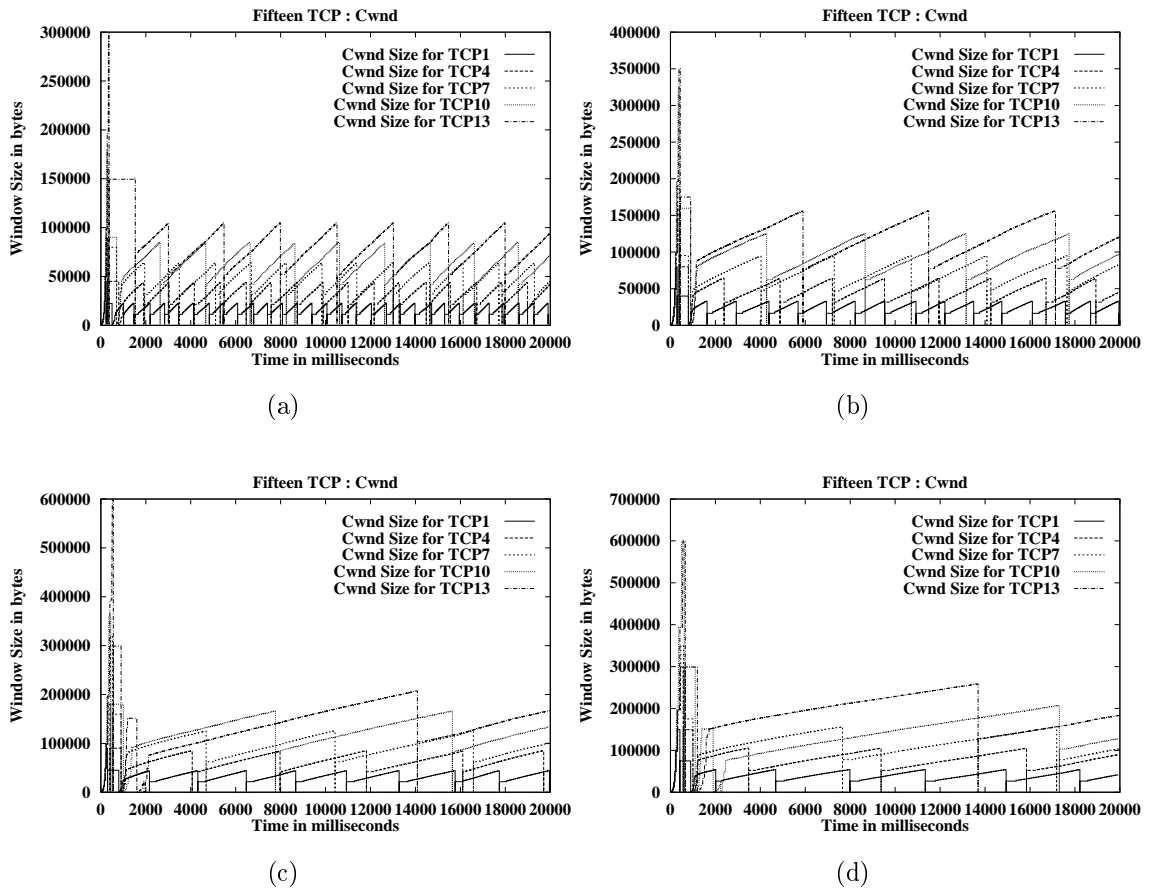 Fifteen TCP : Cwnd
300000
250000
200000
150000
100000
50000
0
Window Size in bytes
Cwnd Size for TCP1
Cwnd Size for TCP4
Cwnd Size for TCP7
Cwnd Size for TCP10
Cwnd Size for TCP13
0 2000 4000 6000 8000 10000 12000 14000 16000 18000 20000
Time in milliseconds
(a)
Fifteen TCP : Cwnd
400000
350000
300000
250000
200000
150000
100000
50000
0
Window Size in bytes
Cwnd Size for TCP1
Cwnd Size for TCP4
Cwnd Size for TCP7
Cwnd Size for TCP10
Cwnd Size for TCP13
0 2000 4000 6000 8000 10000 12000 14000 16000 18000 20000
Time in milliseconds
(b)
Fifteen TCP : Cwnd
600000
500000
400000
300000
200000
100000
0
Window Size in bytes
Cwnd Size for TCP1
Cwnd Size for TCP4
Cwnd Size for TCP7
Cwnd Size for TCP10
Cwnd Size for TCP13
0 2000 4000 6000 8000 10000 12000 14000 16000 18000 20000
Time in milliseconds
(c)
Fifteen TCP : Cwnd
700000
600000
500000
400000
300000
200000
100000
0
Window Size in bytes
Cwnd Size for TCP1
Cwnd Size for TCP4
Cwnd Size for TCP7
Cwnd Size for TCP10
Cwnd Size for TCP13
0 2000 4000 6000 8000 10000 12000 14000 16000 18000 20000
Time in milliseconds
(d)